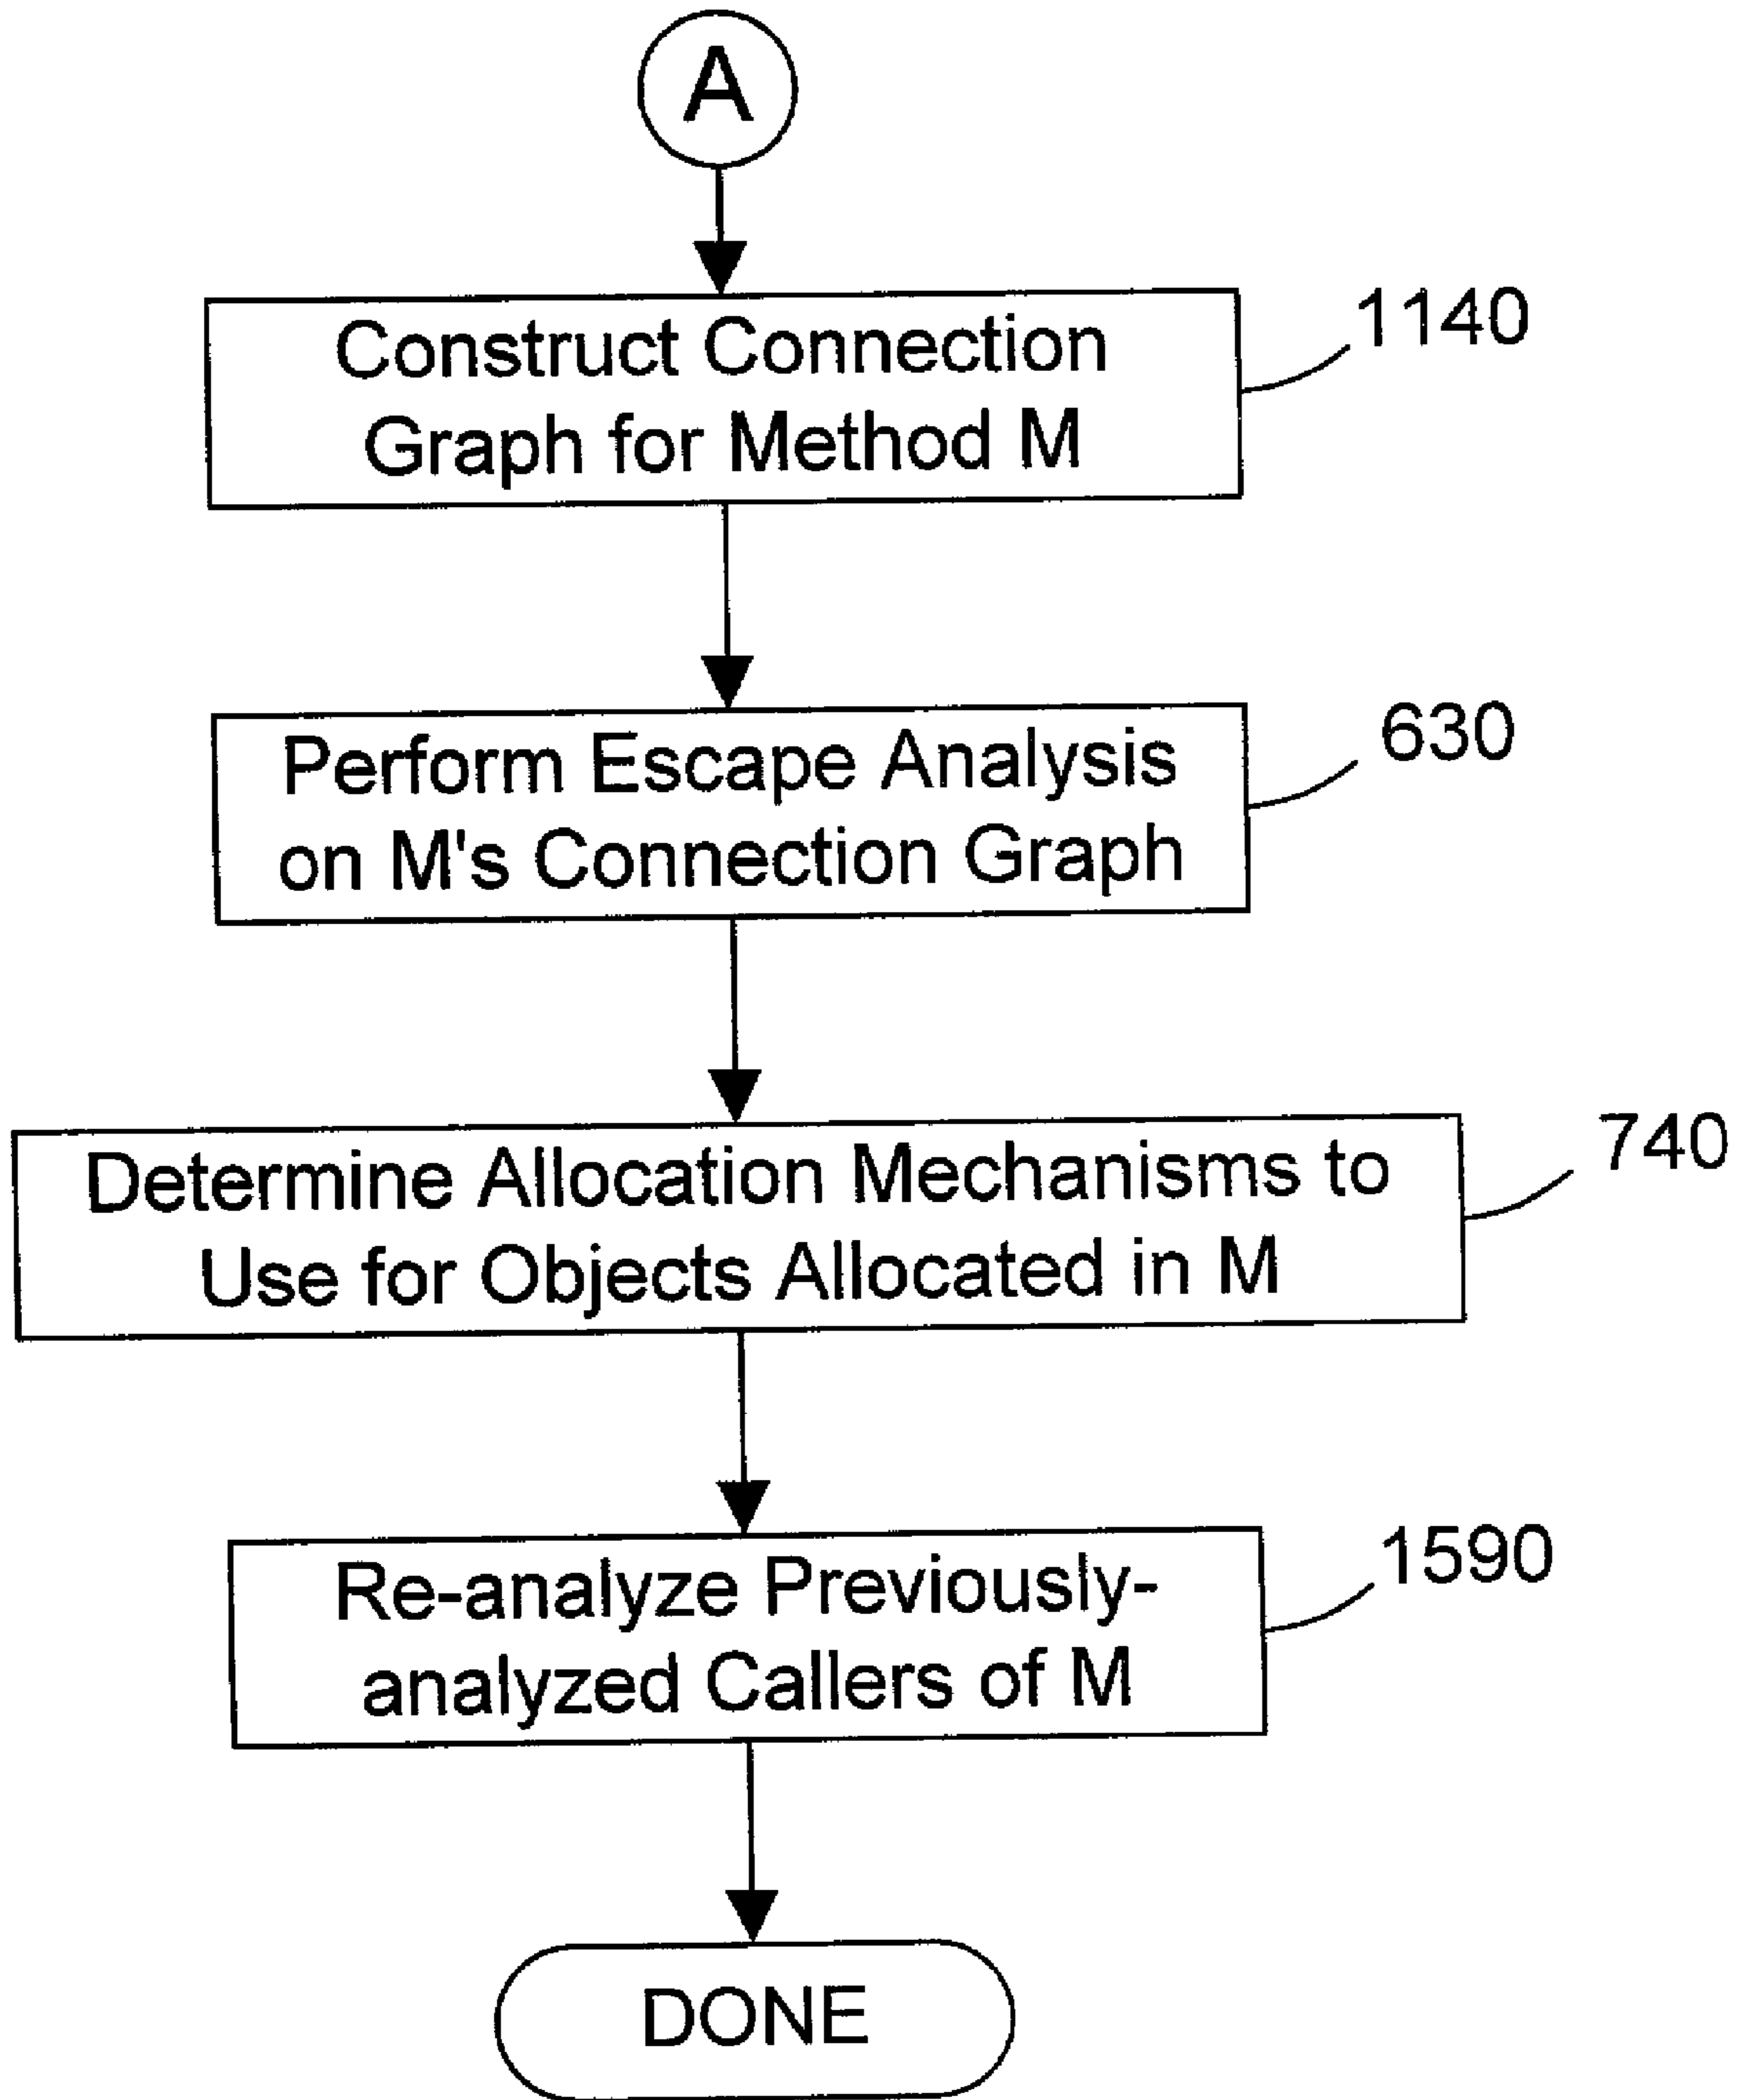 A
Construct Connection
Graph for Method M
1140
Perform Escape Analysis
on M's Connection Graph
630
Determine Allocation Mechanisms to
Use for Objects Allocated in M
740
Re-analyze Previously-
analyzed Callers of M
1590
DONE